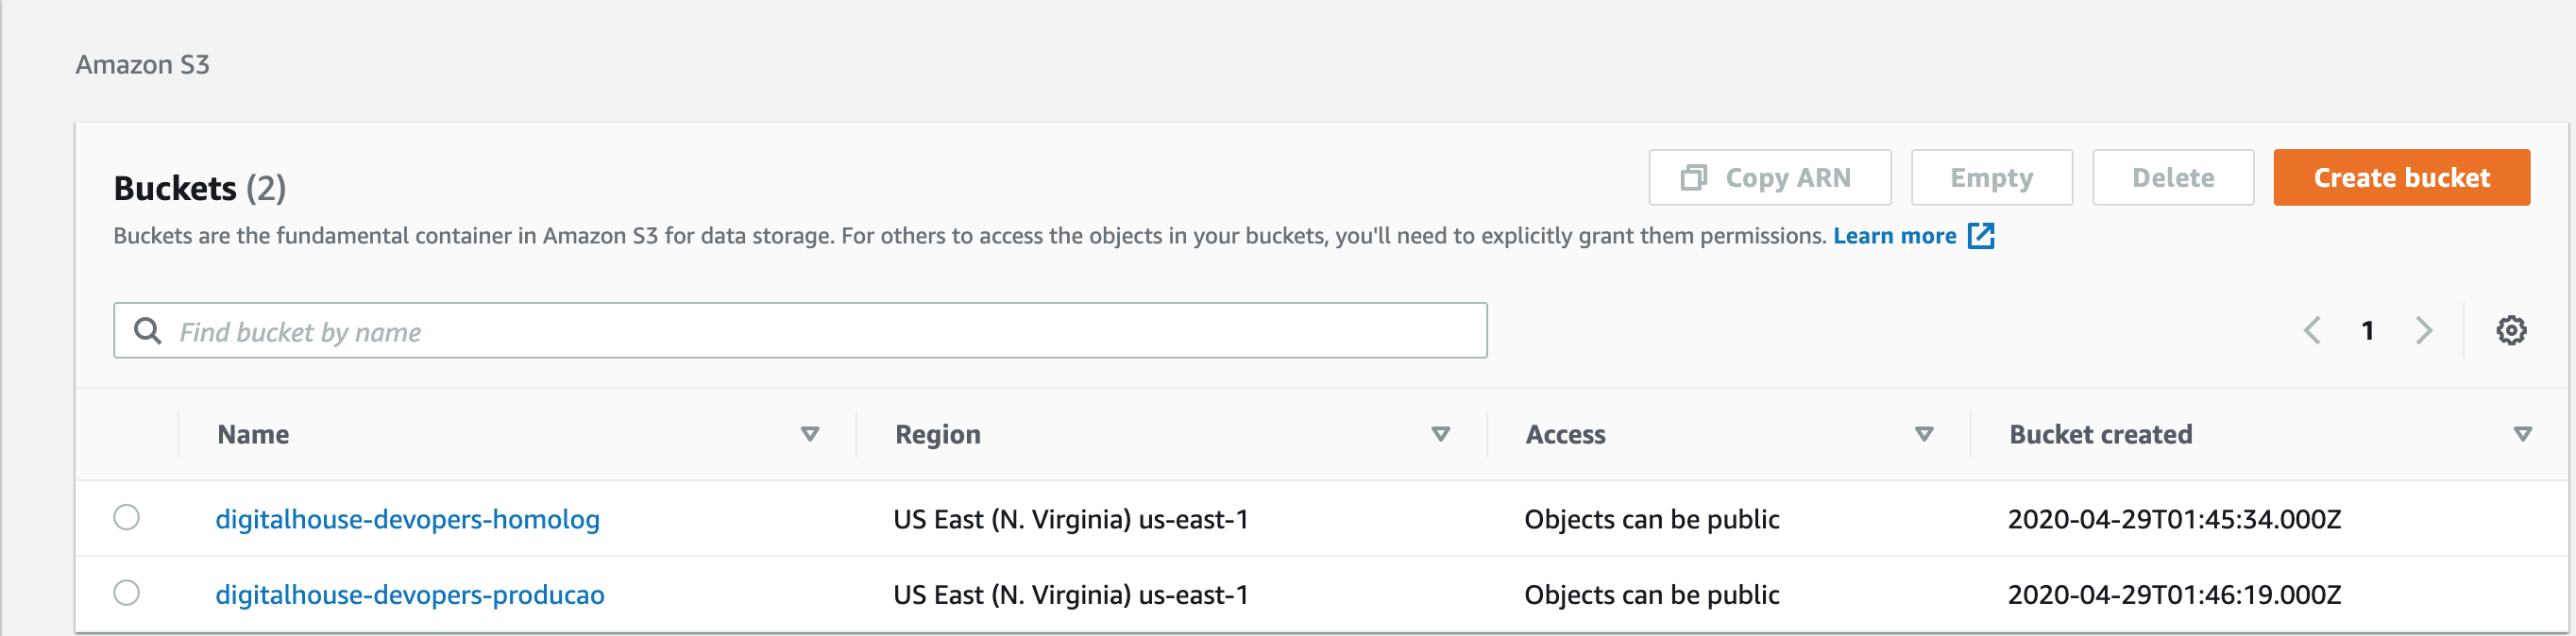 Amazon S3
Buckets (2)
Copy ARN
Empty
Delete
Create bucket
Buckets are the fundamental container in Amazon S3 for data storage. For others to access the objects in your buckets, you'll need to explicitly grant them permissions. Learn more
Find bucket by name
1
Name Region Access Bucket created
digitalhouse-devopers-homolog US East (N. Virginia) us-east-1 Objects can be public 2020-04-29T01:45:34.000Z
digitalhouse-devopers-producao US East (N. Virginia) us-east-1 Objects can be public 2020-04-29T01:46:19.000Z